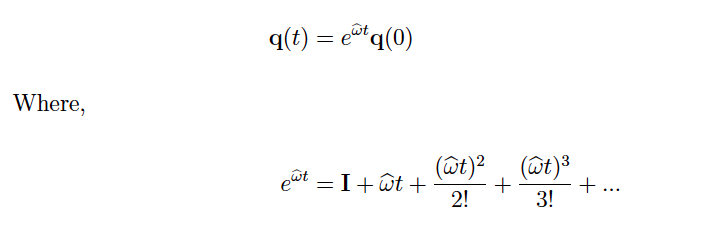 q(t) = e^{ω̂t}q(0)
Where,
e^{ω̂t} = I + ω̂t + (ω̂t)²/2! + (ω̂t)³/3! + ...